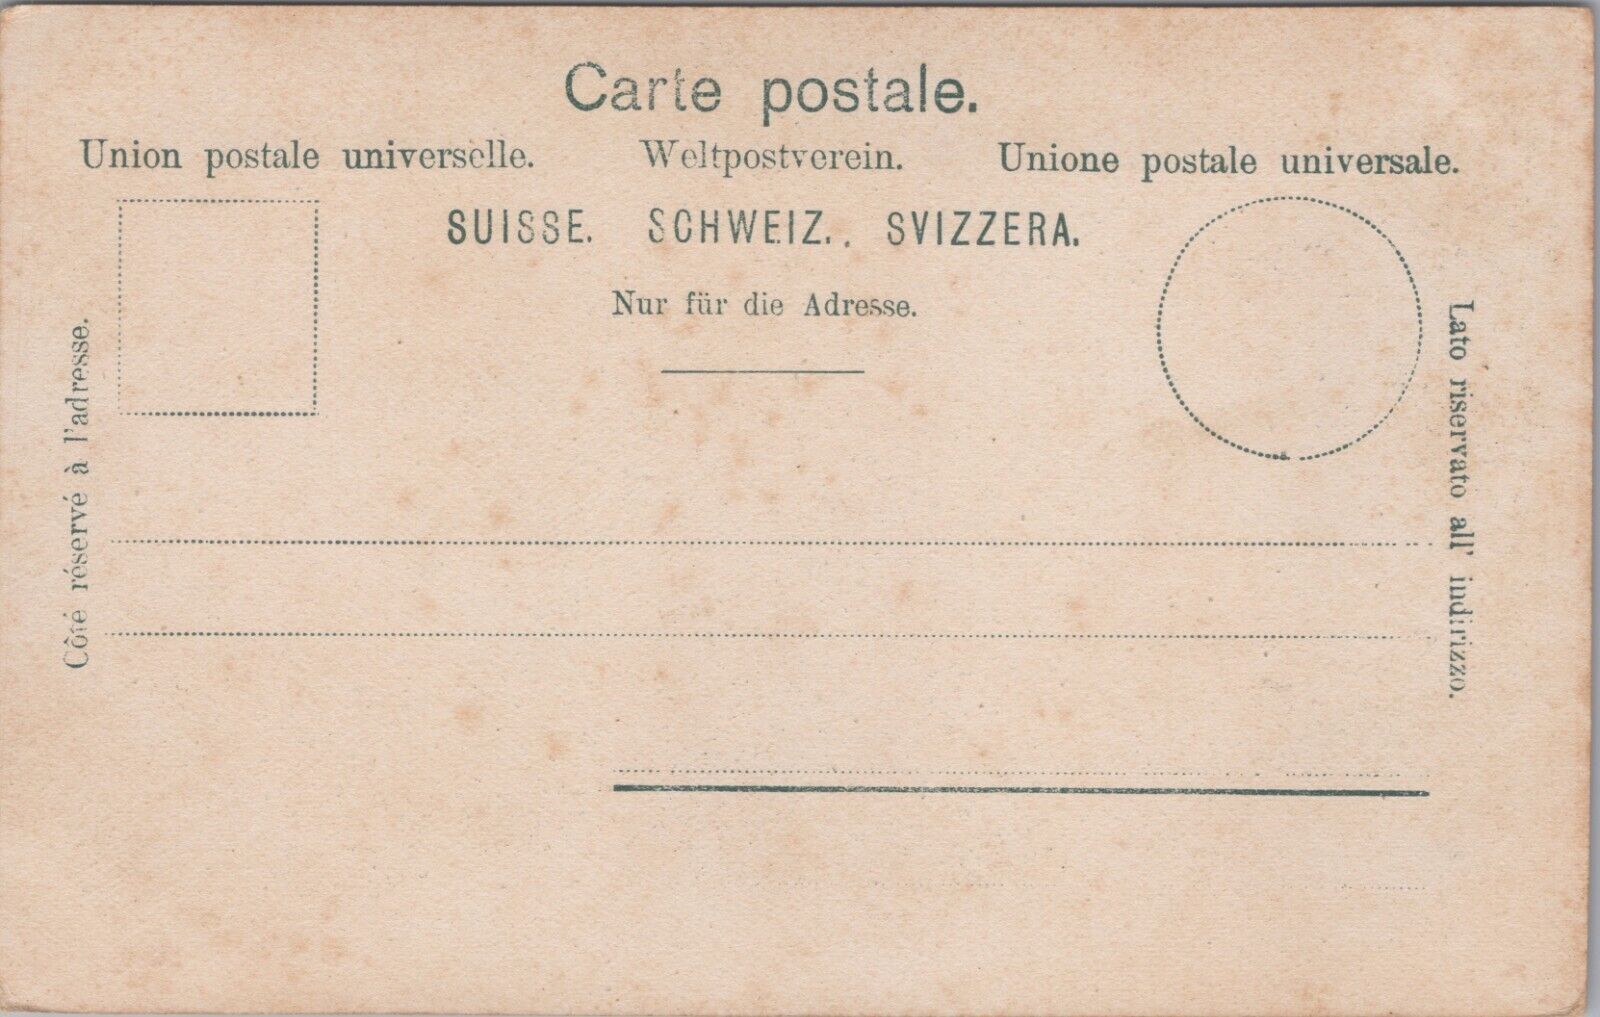 Carte postale.
Union postale universelle. Weltpostverein. Unione postale universale.
SUISSE. SCHWEIZ. SVIZZERA.
Nur für die Adresse.
Côté réservé à l'adresse.
Lato riservato all' indirizzo.